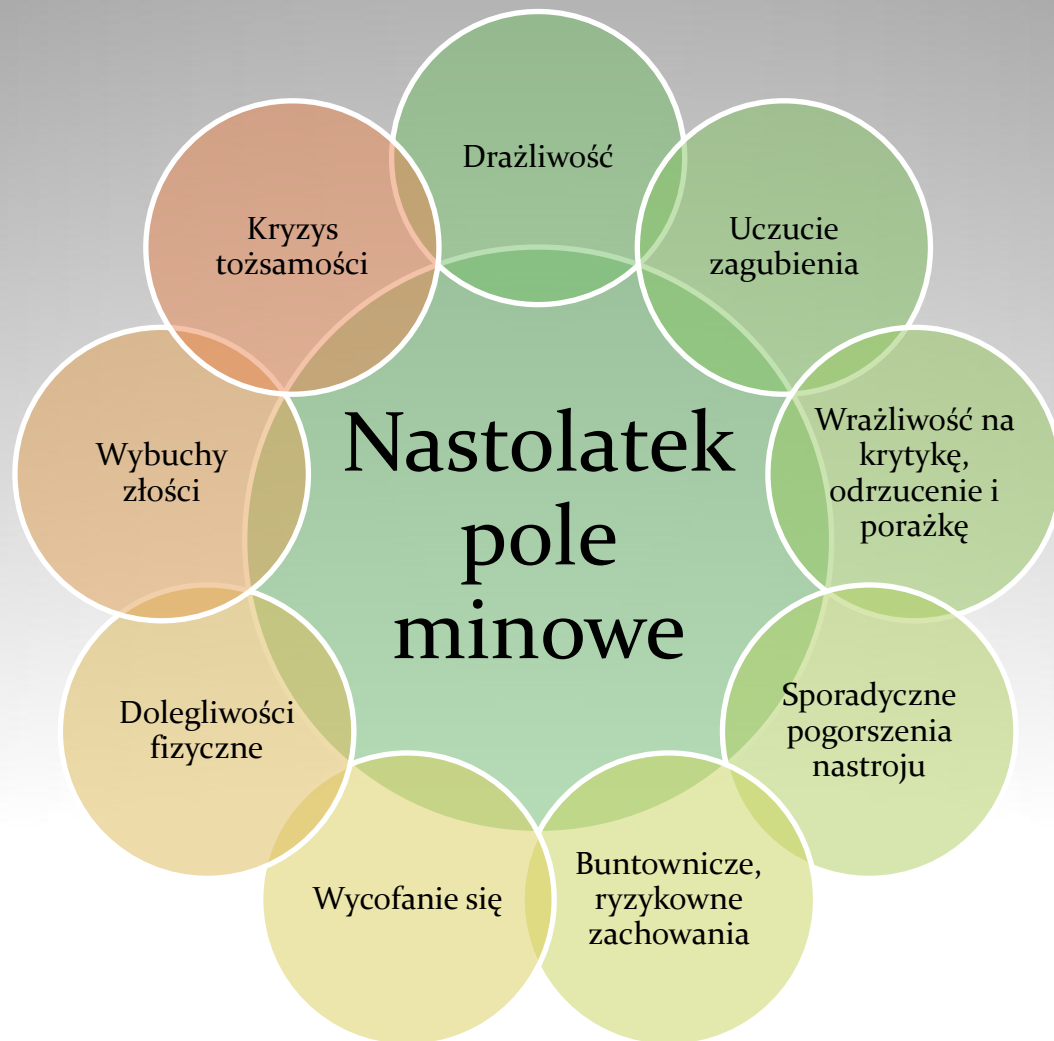 Drażliwość
Uczucie
zagubienia
Wrażliwość na
krytykę,
odrzucenie i
porażkę
Sporadyczne
pogorszenia
nastroju
Buntownicze,
ryzykowne
zachowania
Wycofanie się
Dolegliwości
fizyczne
Wybuchy
złości
Kryzys
tożsamości
Nastolatek
pole
minowe